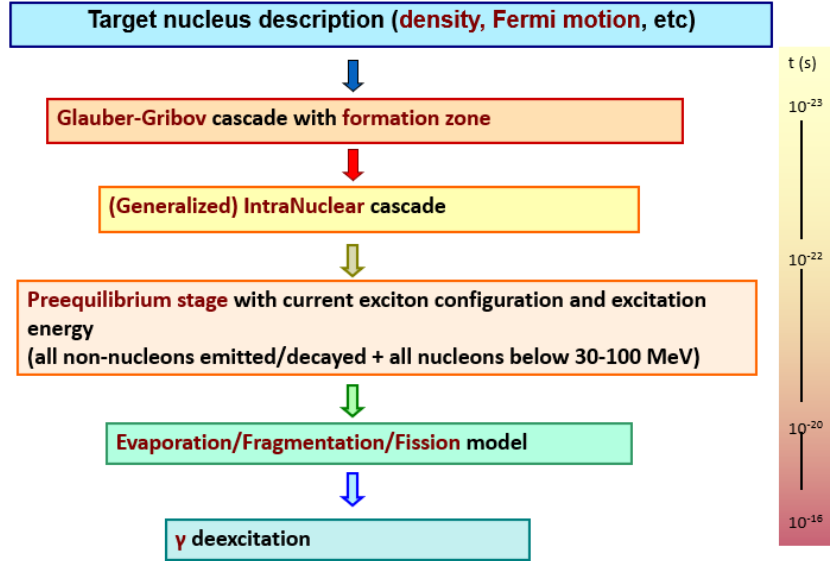 Target nucleus description (density, Fermi motion, etc)
t (s)
10⁻²³
Glauber-Gribov cascade with formation zone
(Generalized) IntraNuclear cascade
10⁻²²
Preequilibrium stage with current exciton configuration and excitation
energy
(all non-nucleons emitted/decayed + all nucleons below 30-100 MeV)
10⁻²⁰
Evaporation/Fragmentation/Fission model
10⁻¹⁶
γ deexcitation